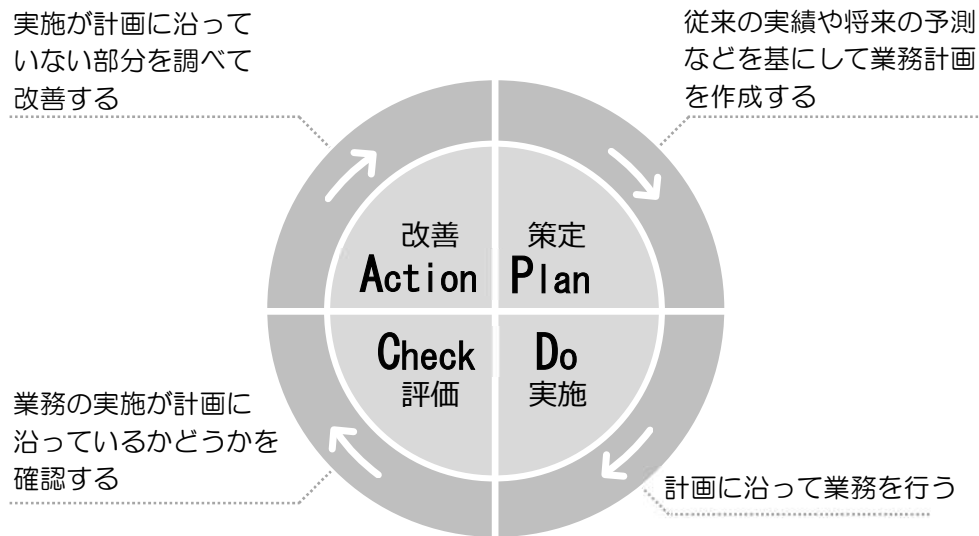 実施が計画に沿って
いない部分を調べて
改善する
従来の実績や将来の予測
などを基にして業務計画
を作成する
改善
Action
策定
Plan
Check
評価
Do
実施
業務の実施が計画に
沿っているかどうかを
確認する
計画に沿って業務を行う